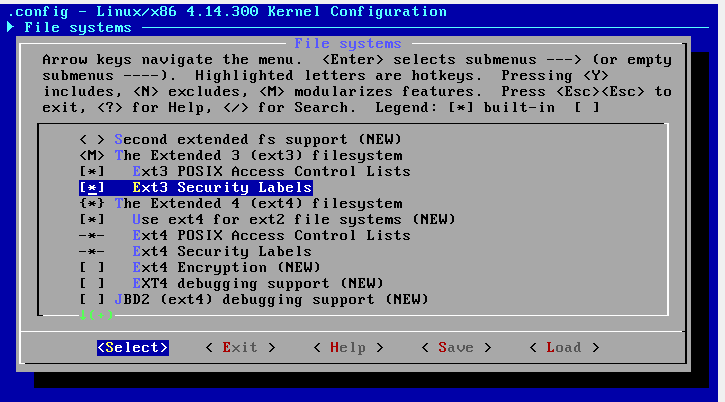 .config - Linux/x86 4.14.300 Kernel Configuration
File systems
File systems
Arrow keys navigate the menu.  <Enter> selects submenus ---> (or empty
submenus ----).  Highlighted letters are hotkeys.  Pressing <Y>
includes, <N> excludes, <M> modularizes features.  Press <Esc><Esc> to
exit, <?> for Help, </> for Search.  Legend: [*] built-in  [ ]
< > Second extended fs support (NEW)
<M> The Extended 3 (ext3) filesystem
[*]   Ext3 POSIX Access Control Lists
[*]   Ext3 Security Labels
{*} The Extended 4 (ext4) filesystem
[*]   Use ext4 for ext2 file systems (NEW)
-*-   Ext4 POSIX Access Control Lists
-*-   Ext4 Security Labels
[ ]   Ext4 Encryption (NEW)
[ ]   EXT4 debugging support (NEW)
[ ] JBD2 (ext4) debugging support (NEW)
↓(+)
<Select>    < Exit >    < Help >    < Save >    < Load >